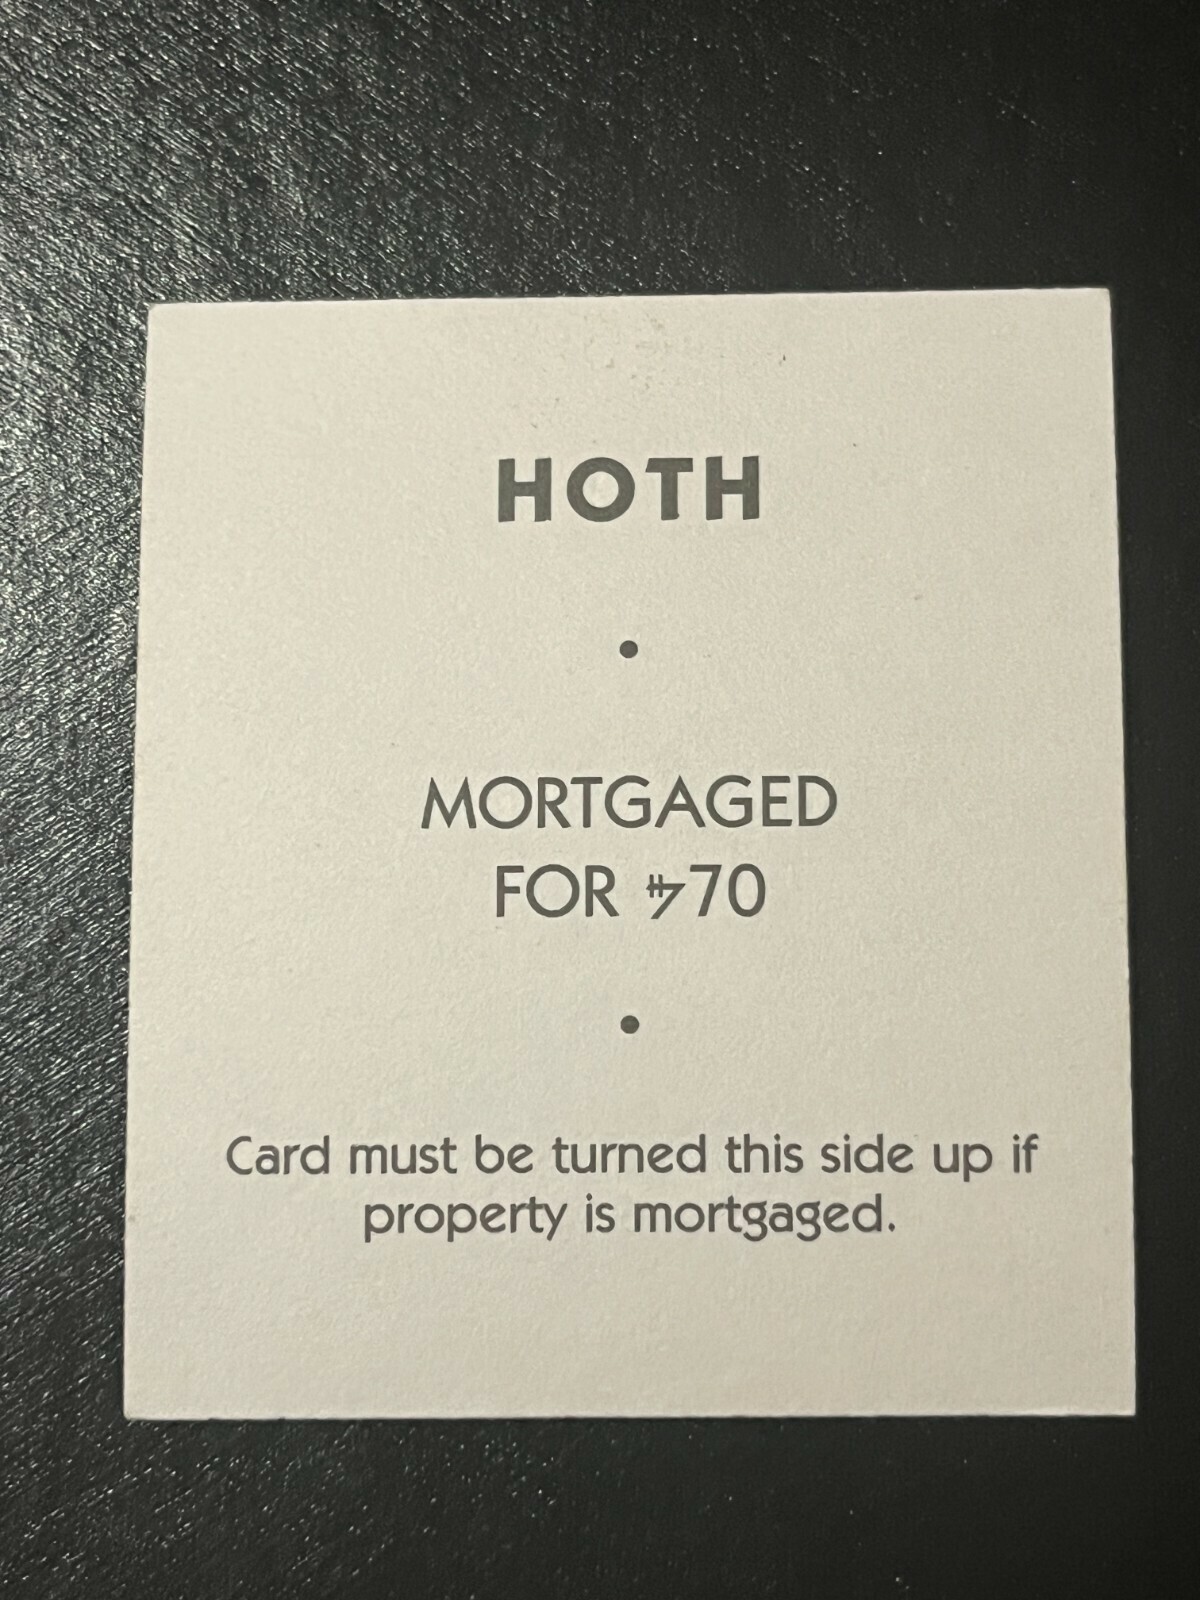 HOTH
•
MORTGAGED
FOR 70
•
Card must be turned this side up if
property is mortgaged.